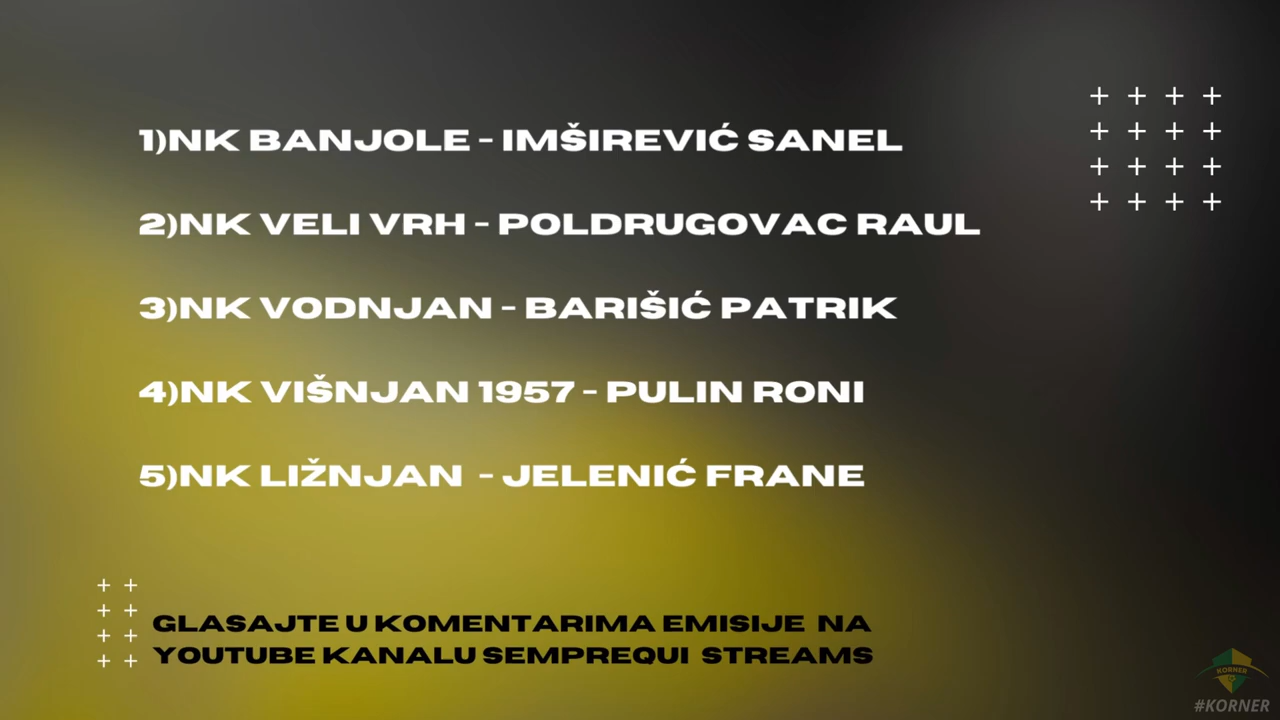 1)NK BANJOLE - IMŠIREVIĆ SANEL
2)NK VELI VRH - POLDRUGOVAC RAUL
3)NK VODNJAN - BARIŠIĆ PATRIK
4)NK VIŠNJAN 1957 - PULIN RONI
5)NK LIŽNJAN - JELENIĆ FRANE
GLASAJTE U KOMENTARIMA EMISIJE NA
YOUTUBE KANALU SEMPREQUI STREAMS
KORNER
#KORNER